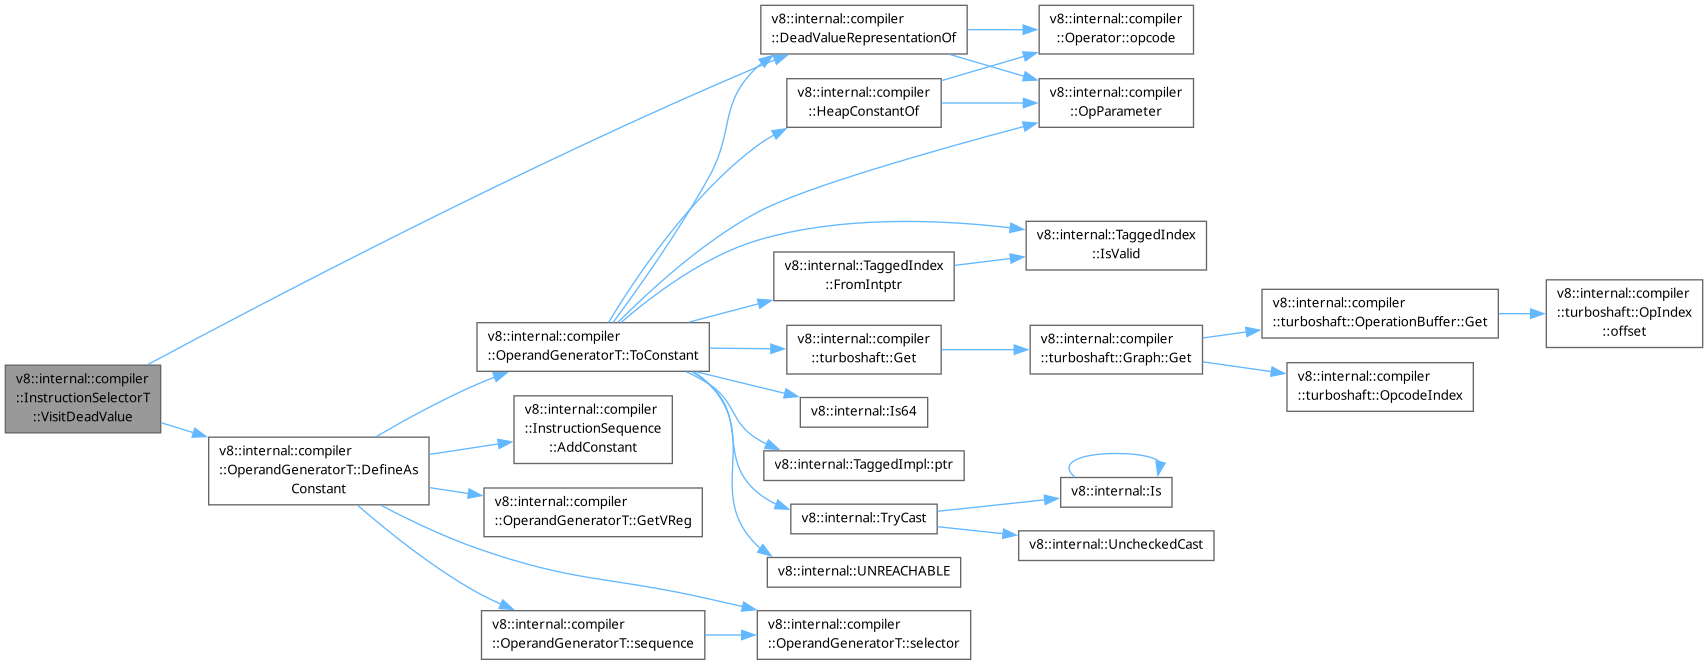 v8::internal::compiler
::InstructionSelectorT
::VisitDeadValue
v8::internal::compiler
::DeadValueRepresentationOf
v8::internal::compiler
::Operator::opcode
v8::internal::compiler
::OpParameter
v8::internal::compiler
::OperandGeneratorT::DefineAs
Constant
v8::internal::compiler
::OperandGeneratorT::ToConstant
v8::internal::compiler
::HeapConstantOf
v8::internal::TaggedIndex
::IsValid
v8::internal::TaggedIndex
::FromIntptr
v8::internal::compiler
::turboshaft::Get
v8::internal::compiler
::turboshaft::Graph::Get
v8::internal::compiler
::turboshaft::OperationBuffer::Get
v8::internal::compiler
::turboshaft::OpIndex
::offset
v8::internal::compiler
::turboshaft::OpcodeIndex
v8::internal::Is64
v8::internal::TaggedImpl::ptr
v8::internal::TryCast
v8::internal::Is
v8::internal::UncheckedCast
v8::internal::UNREACHABLE
v8::internal::compiler
::InstructionSequence
::AddConstant
v8::internal::compiler
::OperandGeneratorT::GetVReg
v8::internal::compiler
::OperandGeneratorT::sequence
v8::internal::compiler
::OperandGeneratorT::selector